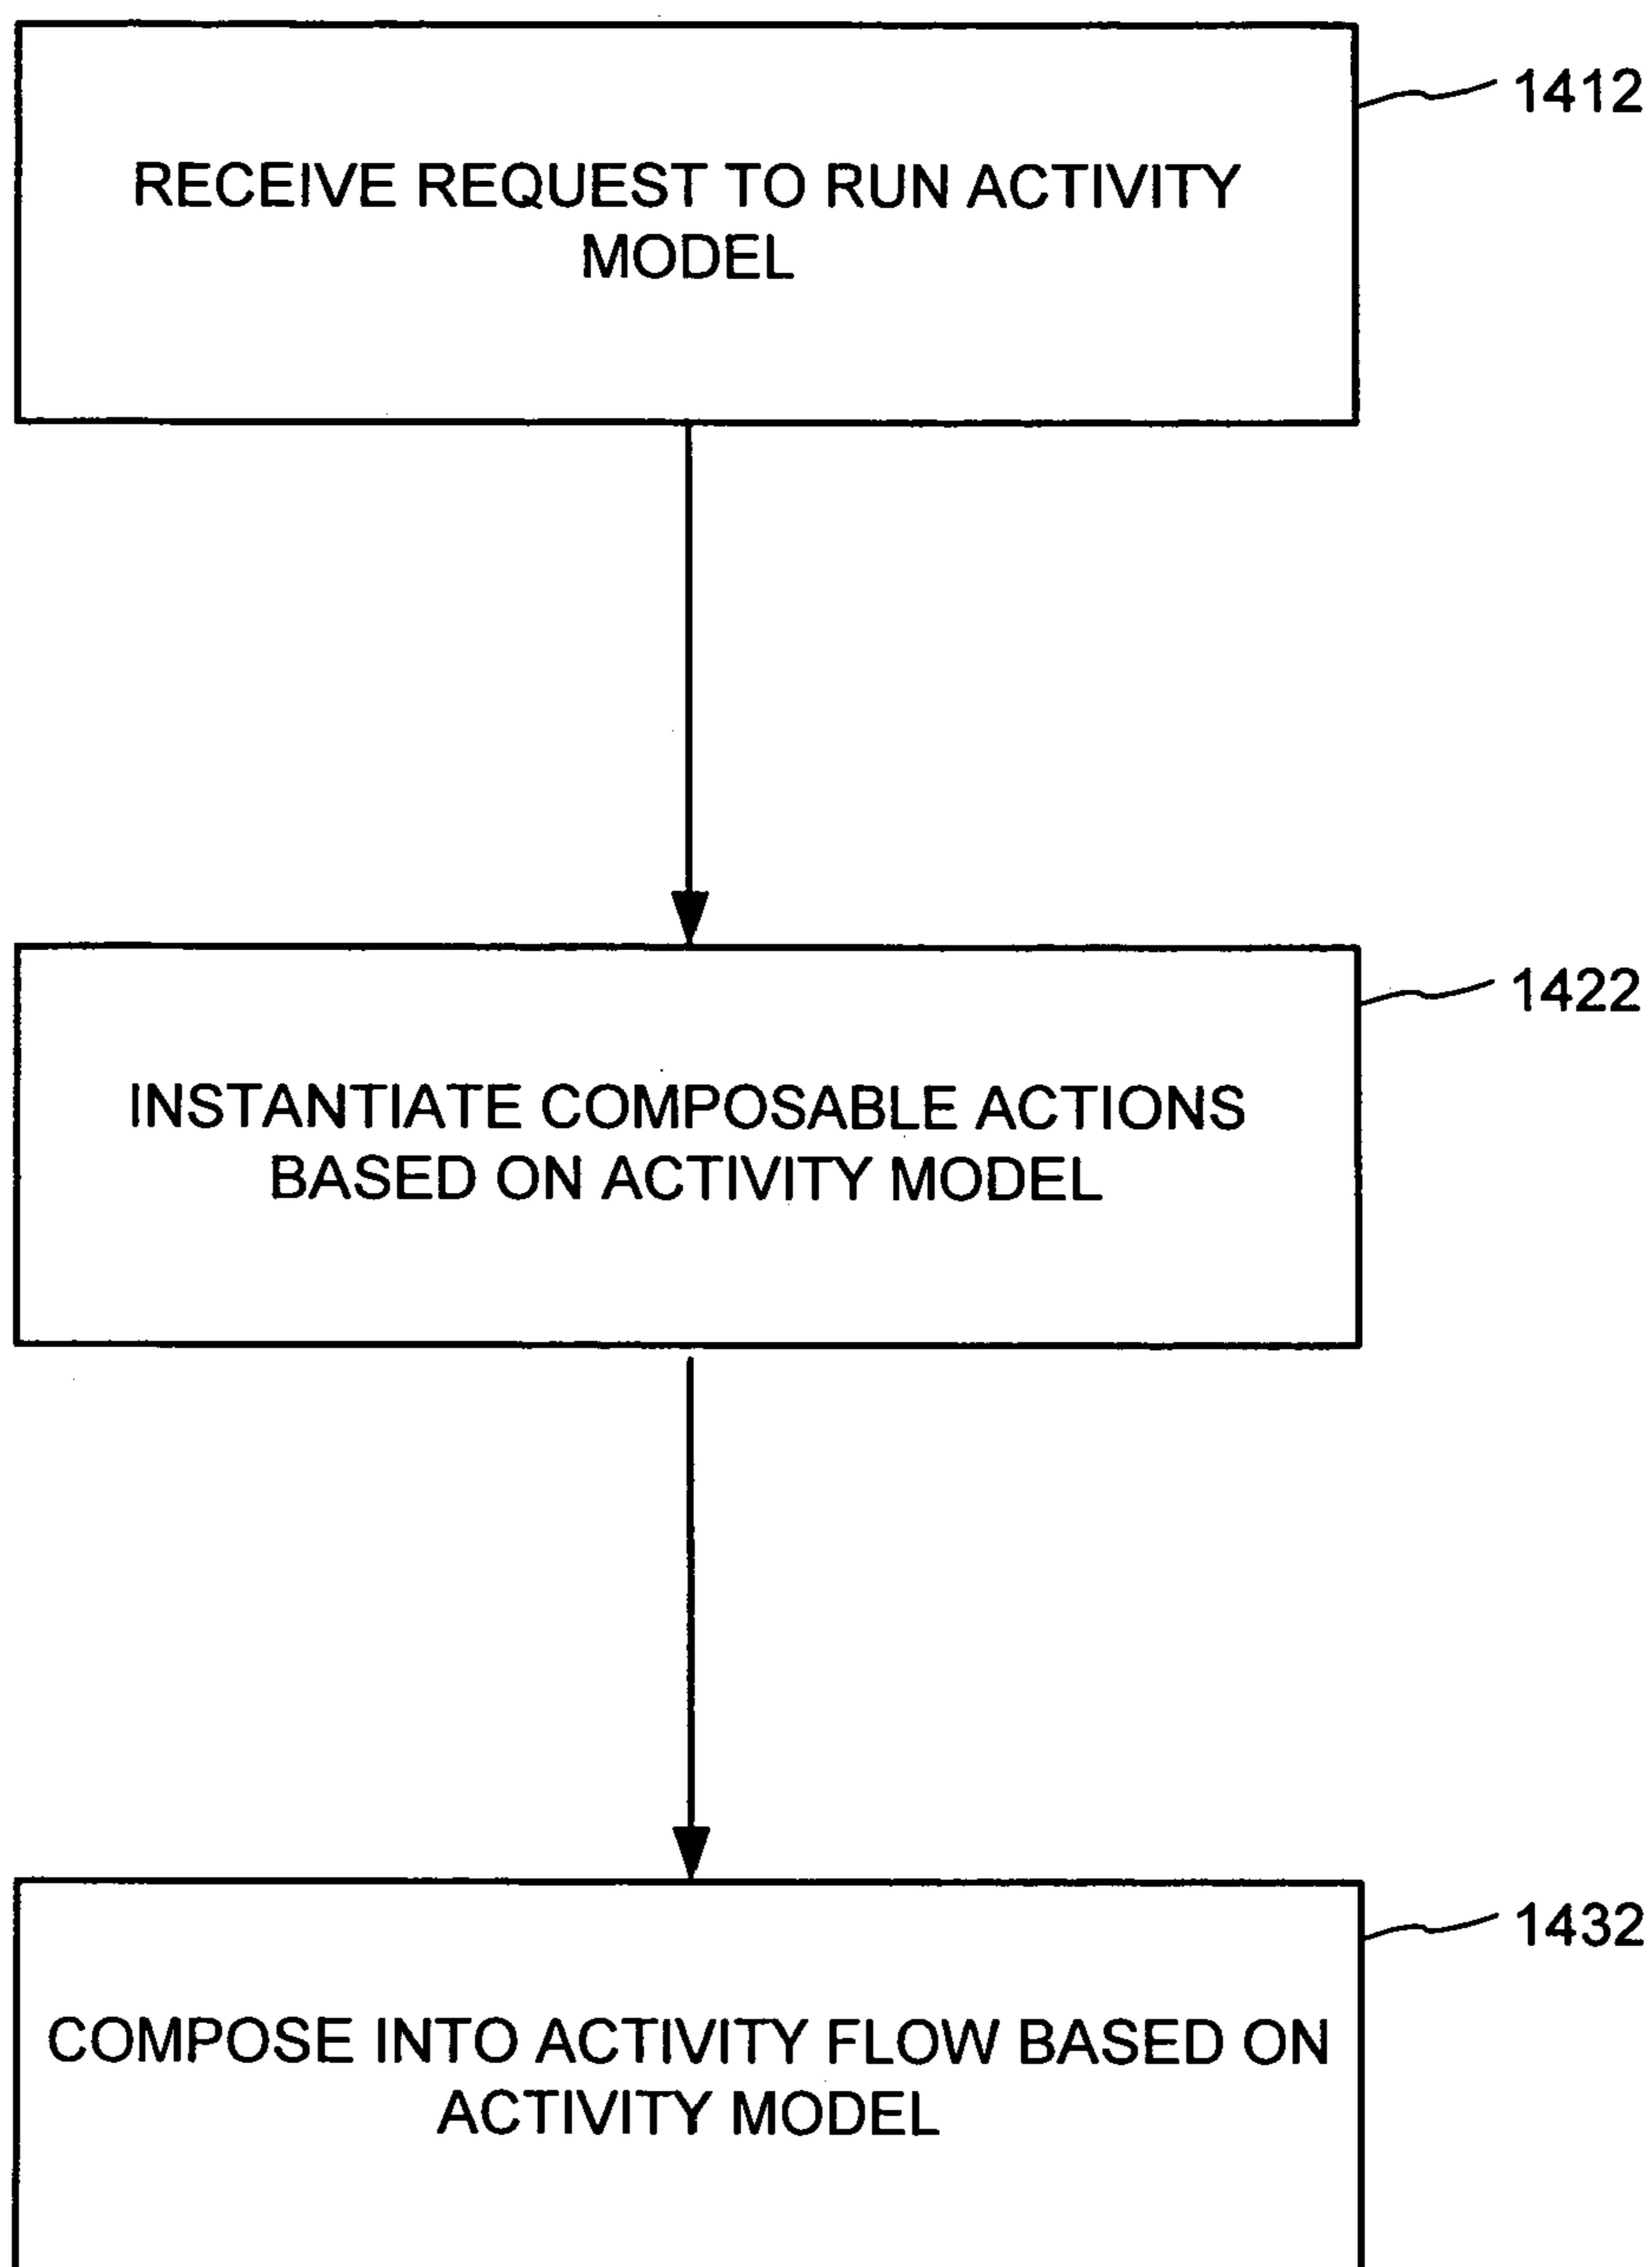 1412
RECEIVE REQUEST TO RUN ACTIVITY
MODEL
1422
INSTANTIATE COMPOSABLE ACTIONS
BASED ON ACTIVITY MODEL
1432
COMPOSE INTO ACTIVITY FLOW BASED ON
ACTIVITY MODEL